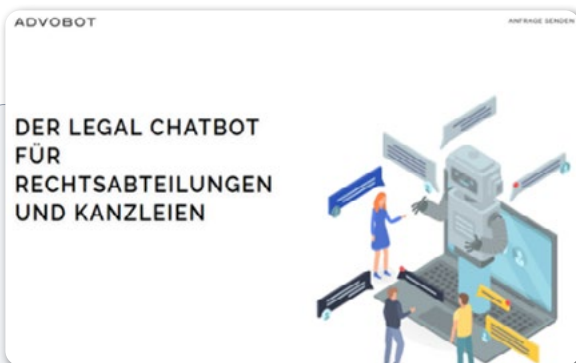 ADVOBOT
ANFRAGE SENDEN
DER LEGAL CHATBOT
FÜR
RECHTSABTEILUNGEN
UND KANZLEIEN